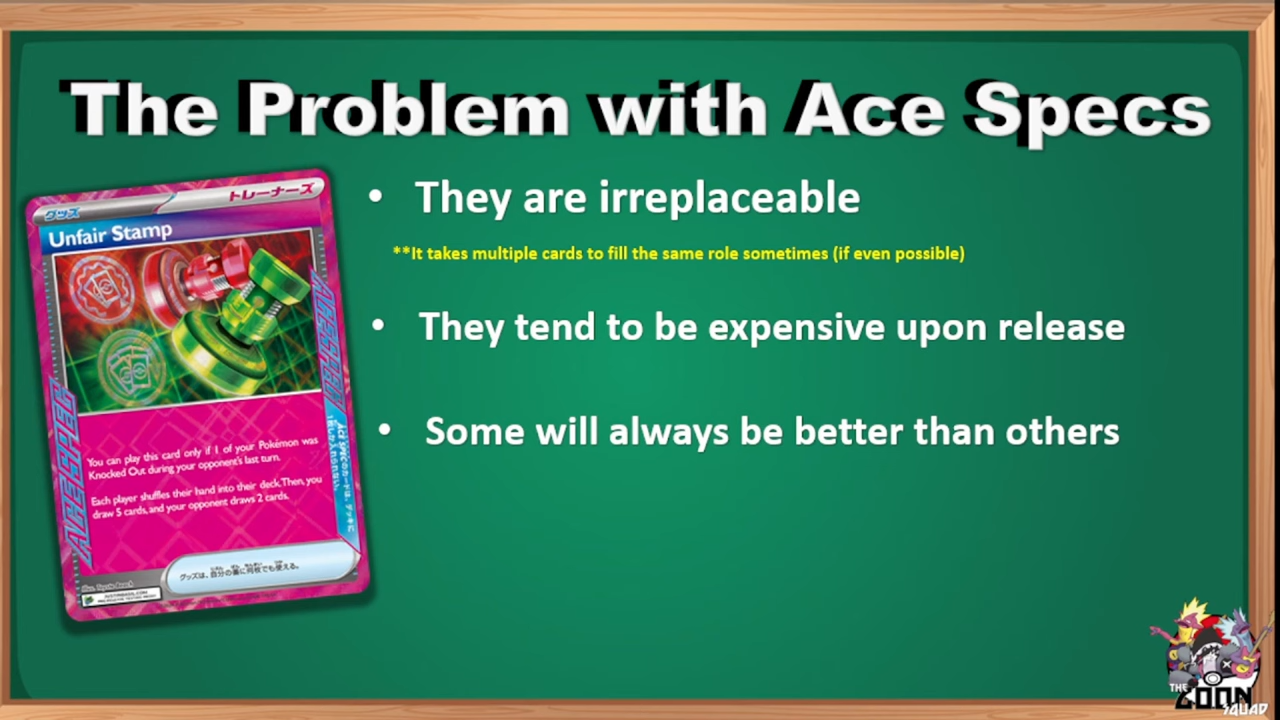 The Problem with Ace Specs
グッズ
トレーナーズ
Unfair Stamp
ACE SPEC
ACE SPEC
You can play this card only if 1 of your Pokémon was
Knocked Out during your opponent's last turn.
Each player shuffles their hand into their deck. Then, you
draw 5 cards, and your opponent draws 2 cards.
グッズは、自分の番に何枚でも使える。
• They are irreplaceable
**It takes multiple cards to fill the same role sometimes (if even possible)
• They tend to be expensive upon release
• Some will always be better than others
THE
SQUAD